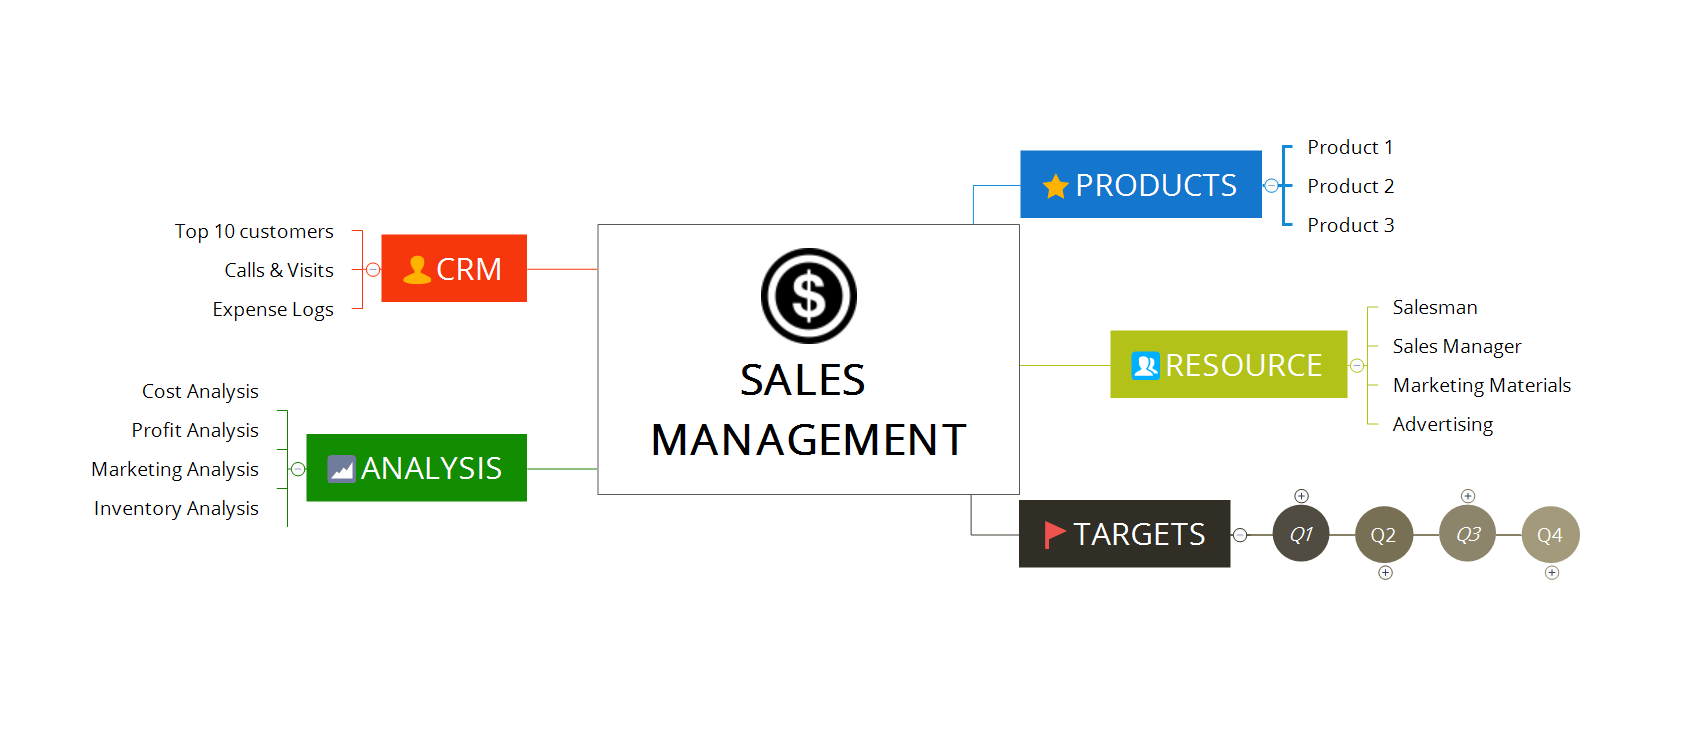 SALES
MANAGEMENT
PRODUCTS
Product 1
Product 2
Product 3
RESOURCE
Salesman
Sales Manager
Marketing Materials
Advertising
TARGETS
Q1
Q2
Q3
Q4
CRM
Top 10 customers
Calls & Visits
Expense Logs
ANALYSIS
Cost Analysis
Profit Analysis
Marketing Analysis
Inventory Analysis